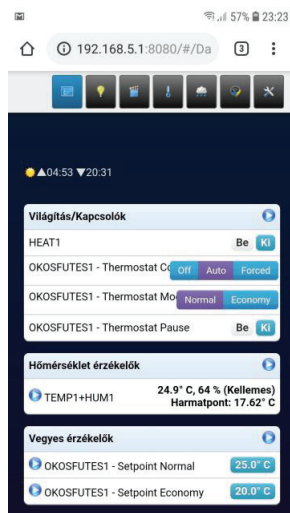 57% 23:23
192.168.5.1:8080/#/Da 3
▲04:53 ▼20:31
Világítás/Kapcsolók
HEAT1 Be Ki
OKOSFUTES1 - Thermostat Co Off Auto Forced
OKOSFUTES1 - Thermostat Mo Normal Economy
OKOSFUTES1 - Thermostat Pause Be Ki
Hőmérséklet érzékelők
TEMP1+HUM1 24.9° C, 64 % (Kellemes)
Harmatpont: 17.62° C
Vegyes érzékelők
OKOSFUTES1 - Setpoint Normal 25.0° C
OKOSFUTES1 - Setpoint Economy 20.0° C